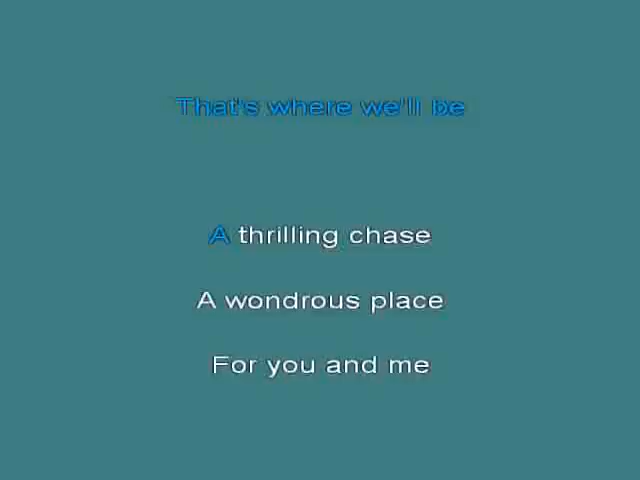 That's where we'll be
A thrilling chase
A wondrous place
For you and me